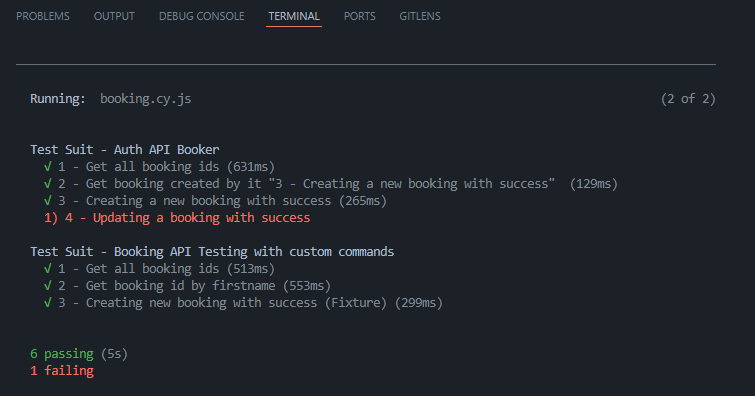 PROBLEMS OUTPUT DEBUG CONSOLE TERMINAL PORTS GITLENS
Running: booking.cy.js (2 of 2)
Test Suit - Auth API Booker
√ 1 - Get all booking ids (631ms)
√ 2 - Get booking created by it "3 - Creating a new booking with success" (129ms)
√ 3 - Creating a new booking with success (265ms)
1) 4 - Updating a booking with success
Test Suit - Booking API Testing with custom commands
√ 1 - Get all booking ids (513ms)
√ 2 - Get booking id by firstname (553ms)
√ 3 - Creating new booking with success (Fixture) (299ms)
6 passing (5s)
1 failing